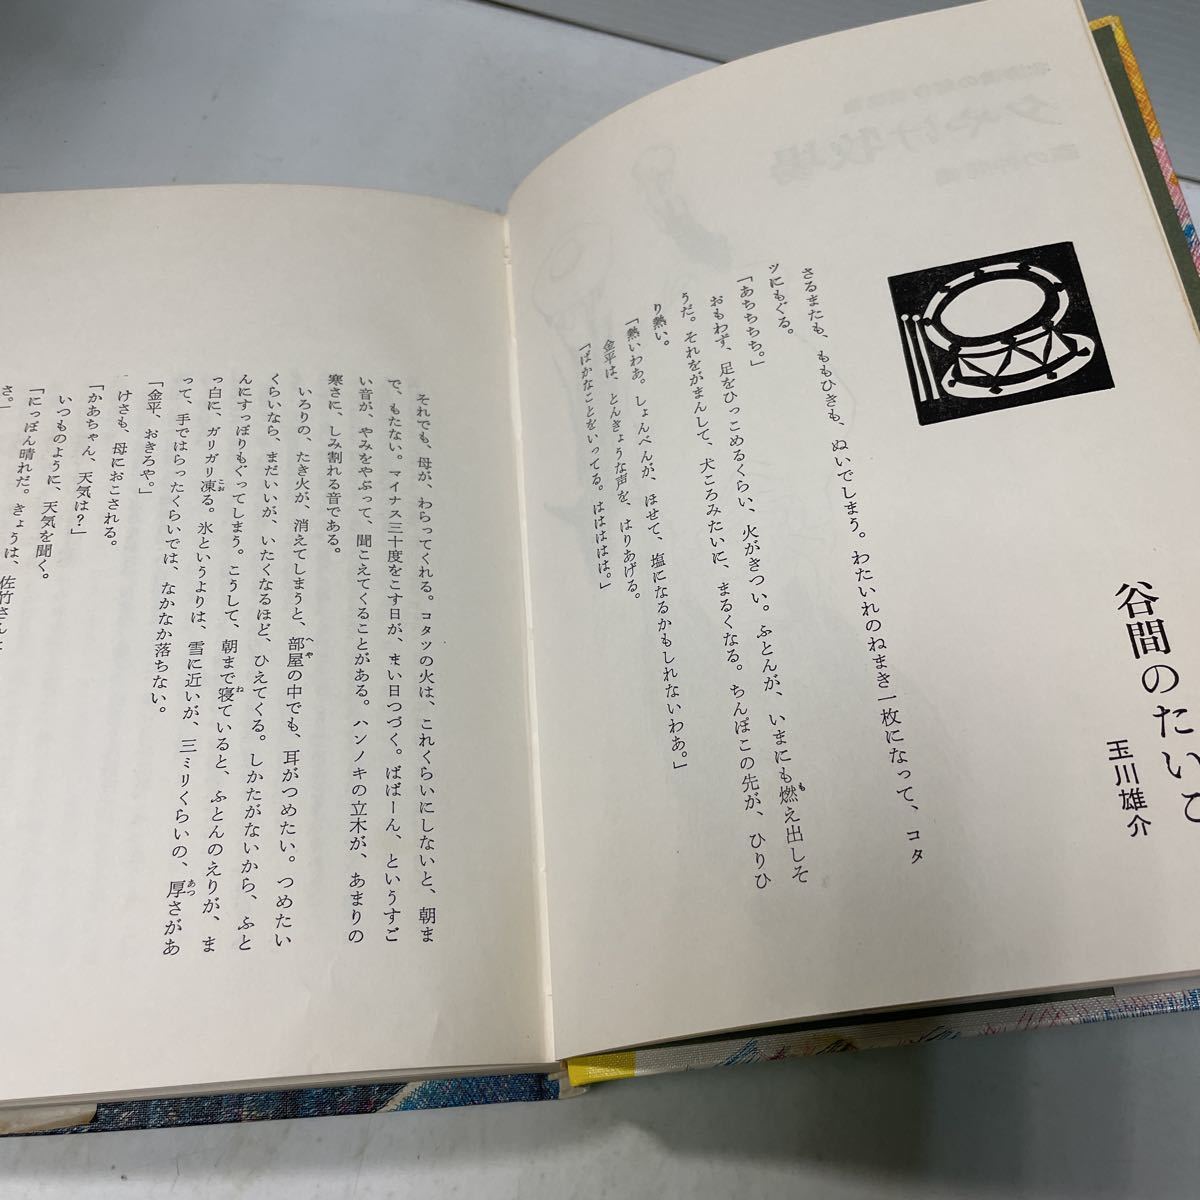 谷間のたいこ
玉川雄介
さるまたも、ももひきも、ぬいでしまう。わたいれのねまき一枚になって、コタ
ツにもぐる。
「あちちちち。」
おもわず、足をひっこめるくらい、火がきつい。ふとんが、いまにも燃え出しそ
うだ。それをがまんして、犬ころみたいに、まるくなる。ちんぽこの先が、ひりひ
り熱い。
「熱いわあ。しょんべんが、ほせて、塩になるかもしれないわあ。」
金平は、とんきょうな声を、はりあげる。
「ばかなことをいってる。はははははは。」
それでも、母が、わらってくれる。コタツの火は、これくらいにしないと、朝ま
で、もたない。マイナス三十度をこす日が、まい日つづく。ばばーん、というすご
い音が、やみをやぶって、聞こえてくることがある。ハンノキの立木が、あまりの
寒さに、しみ割れる音である。
いろりの、たき火が、消えてしまうと、部屋の中でも、耳がつめたい。つめたい
くらいなら、まだいいが、いたくなるほど、ひえてくる。しかたがないから、ふと
んにすっぽりもぐってしまう。こうして、朝まで寝ていると、ふとんのえりが、ま
っ白に、ガリガリ凍る。氷というよりは、雪に近いが、三ミリくらいの、厚さがあ
って、手ではらったくらいでは、なかなか落ちない。
「金平、おきろや。」
けさも、母におこされる。
「かあちゃん、天気は？」
いつものように、天気を聞く。
「にっぽん晴れだ。きょうは、佐竹さんと
さ。」
夕やけ牧場